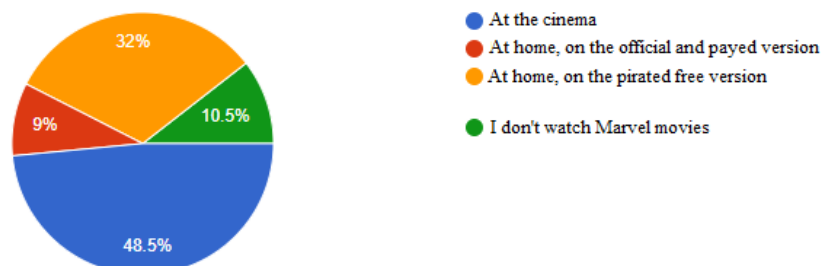 32%
10.5%
9%
48.5%
At the cinema
At home, on the official and payed version
At home, on the pirated free version
I don't watch Marvel movies